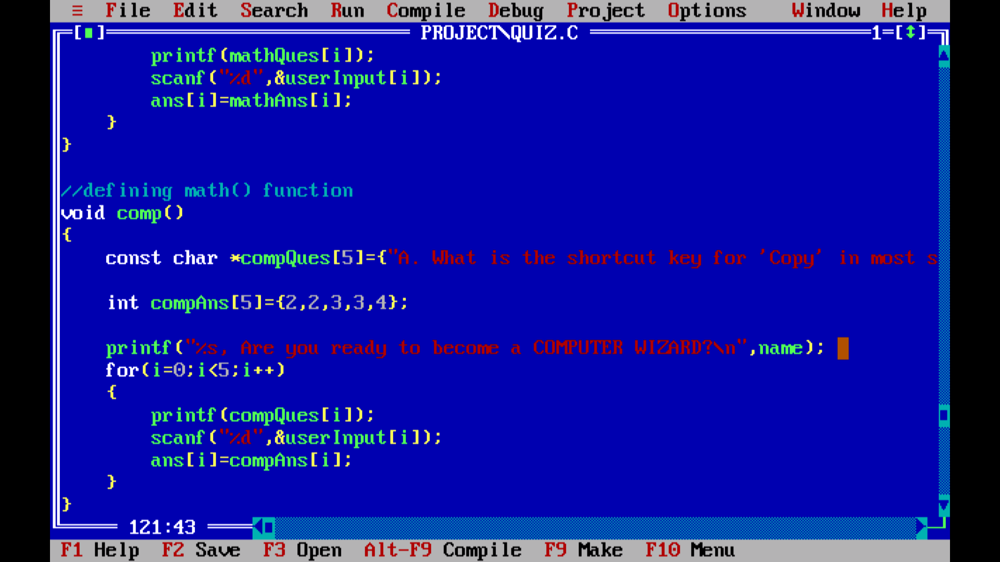 ≡ File Edit Search Run Compile Debug Project Options Window Help
[■] PROJECT\QUIZ.C 1=[↕]
printf(mathQues[i]);
scanf("%d",&userInput[i]);
ans[i]=mathAns[i];
}
}
//defining math() function
void comp()
{
const char *compQues[5]={"A. What is the shortcut key for 'Copy' in most s
int compAns[5]={2,2,3,3,4};
printf("%s, Are you ready to become a COMPUTER WIZARD?\n",name);
for(i=0;i<5;i++)
{
printf(compQues[i]);
scanf("%d",&userInput[i]);
ans[i]=compAns[i];
}
}
121:43
F1 Help F2 Save F3 Open Alt-F9 Compile F9 Make F10 Menu